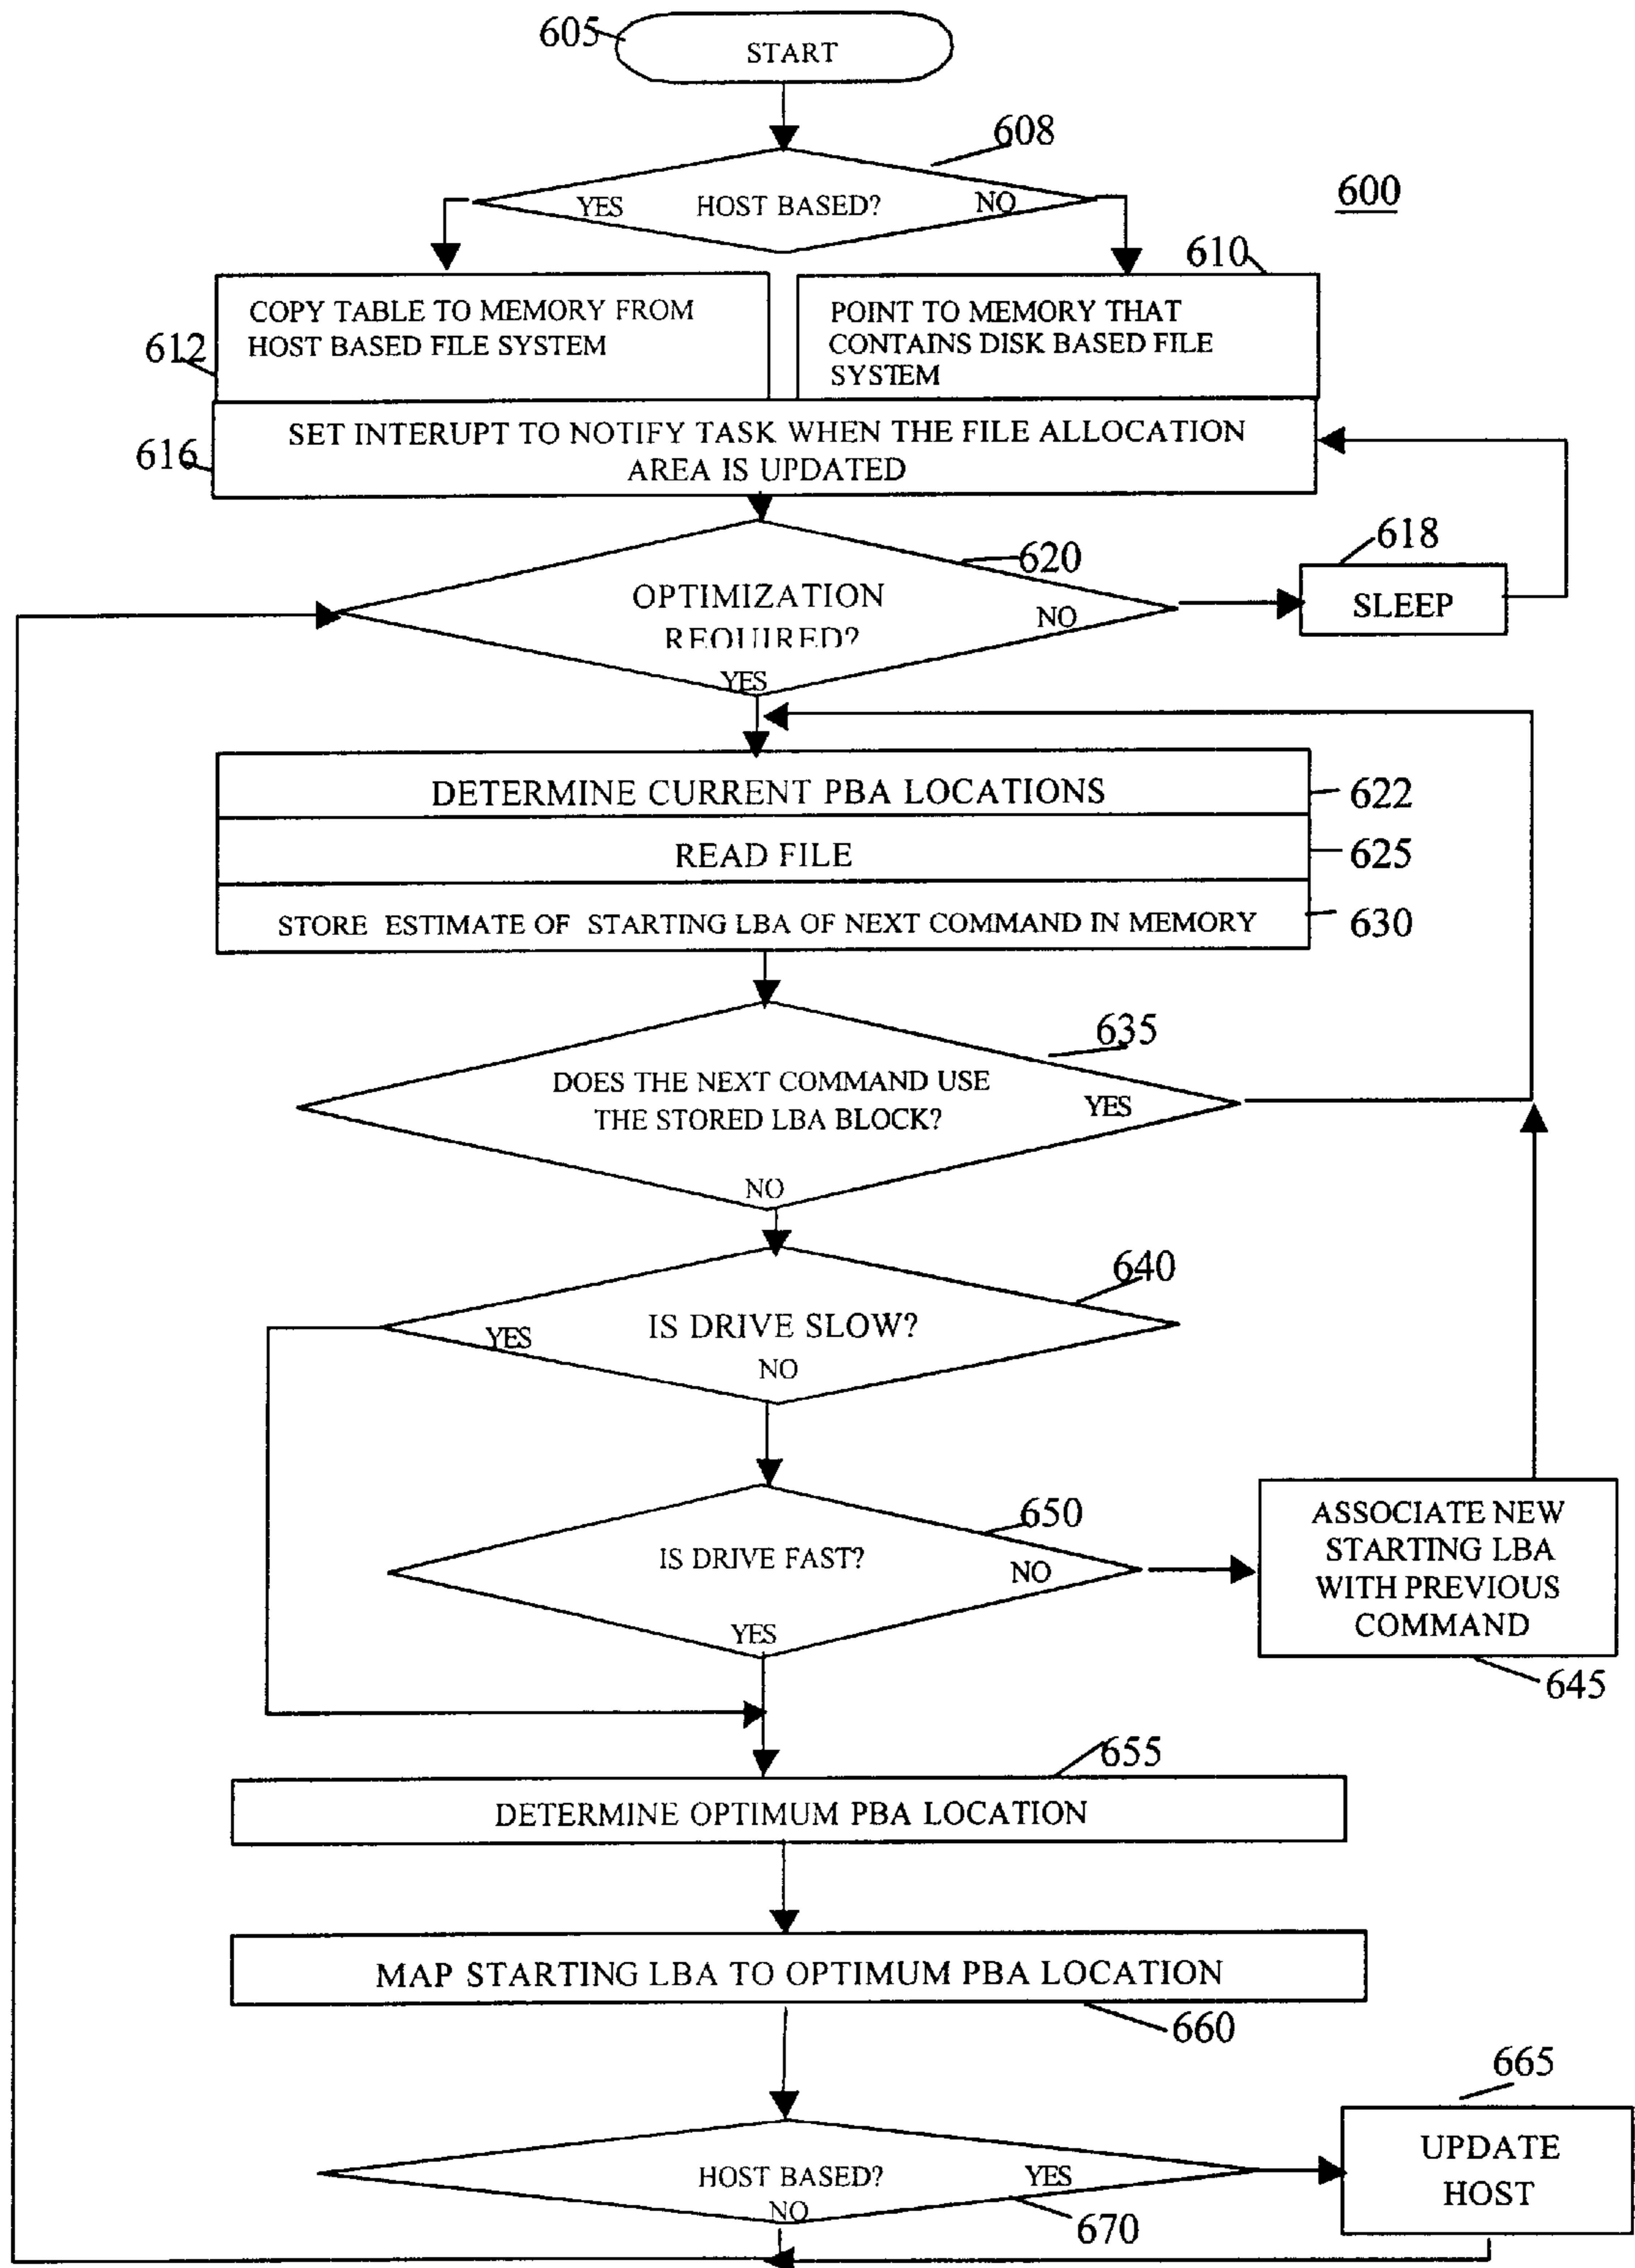 605
START
608
YES
HOST BASED?
NO
600
610
COPY TABLE TO MEMORY FROM
HOST BASED FILE SYSTEM
612
POINT TO MEMORY THAT
CONTAINS DISK BASED FILE
SYSTEM
SET INTERUPT TO NOTIFY TASK WHEN THE FILE ALLOCATION
AREA IS UPDATED
616
620
OPTIMIZATION
REQUIRED?
NO
YES
618
SLEEP
DETERMINE CURRENT PBA LOCATIONS
622
READ FILE
625
STORE ESTIMATE OF STARTING LBA OF NEXT COMMAND IN MEMORY
630
635
DOES THE NEXT COMMAND USE
THE STORED LBA BLOCK?
YES
NO
640
IS DRIVE SLOW?
YES
NO
650
IS DRIVE FAST?
NO
YES
ASSOCIATE NEW
STARTING LBA
WITH PREVIOUS
COMMAND
645
655
DETERMINE OPTIMUM PBA LOCATION
MAP STARTING LBA TO OPTIMUM PBA LOCATION
660
665
HOST BASED?
YES
NO
670
UPDATE
HOST